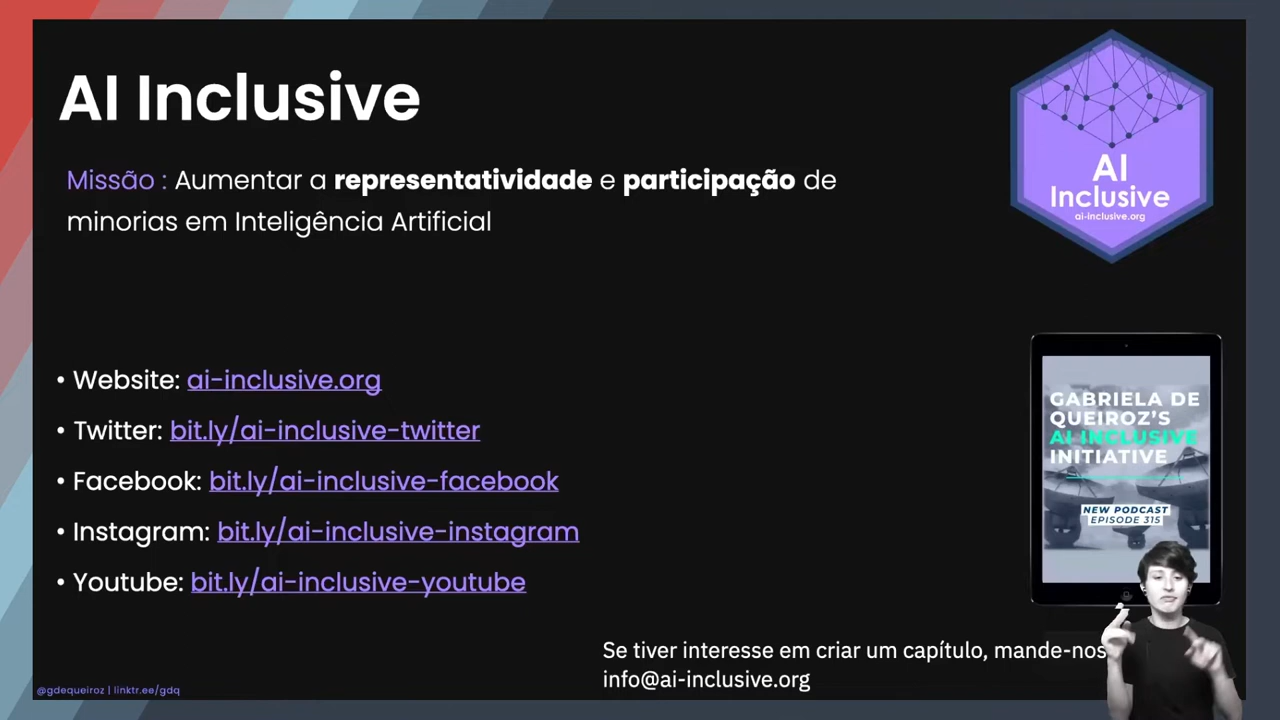 AI Inclusive
Missão : Aumentar a representatividade e participação de
minorias em Inteligência Artificial
AI
Inclusive
ai-inclusive.org
• Website: ai-inclusive.org
• Twitter: bit.ly/ai-inclusive-twitter
• Facebook: bit.ly/ai-inclusive-facebook
• Instagram: bit.ly/ai-inclusive-instagram
• Youtube: bit.ly/ai-inclusive-youtube
GABRIELA DE
QUEIROZ'S
AI INCLUSIVE
INITIATIVE
NEW PODCAST
EPISODE 315
Se tiver interesse em criar um capítulo, mande-nos
info@ai-inclusive.org
@gdequeiroz | linktr.ee/gdq